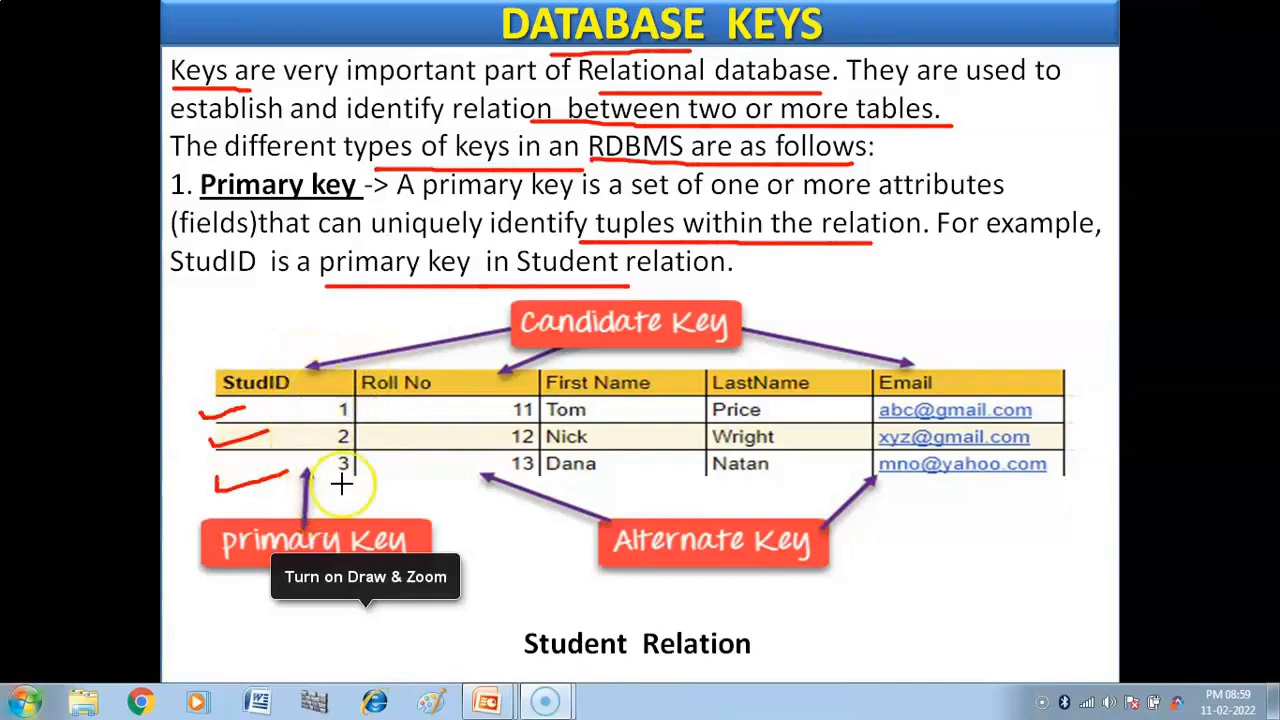 DATABASE KEYS
Keys are very important part of Relational database. They are used to
establish and identify relation between two or more tables.
The different types of keys in an RDBMS are as follows:
1. Primary key -> A primary key is a set of one or more attributes
(fields)that can uniquely identify tuples within the relation. For example,
StudID is a primary key in Student relation.
Candidate Key
StudID Roll No First Name LastName Email
1 11 Tom Price abc@gmail.com
2 12 Nick Wright xyz@gmail.com
3 13 Dana Natan mno@yahoo.com
primary Key Alternate Key
Turn on Draw & Zoom
Student Relation
PM 08:59
11-02-2022